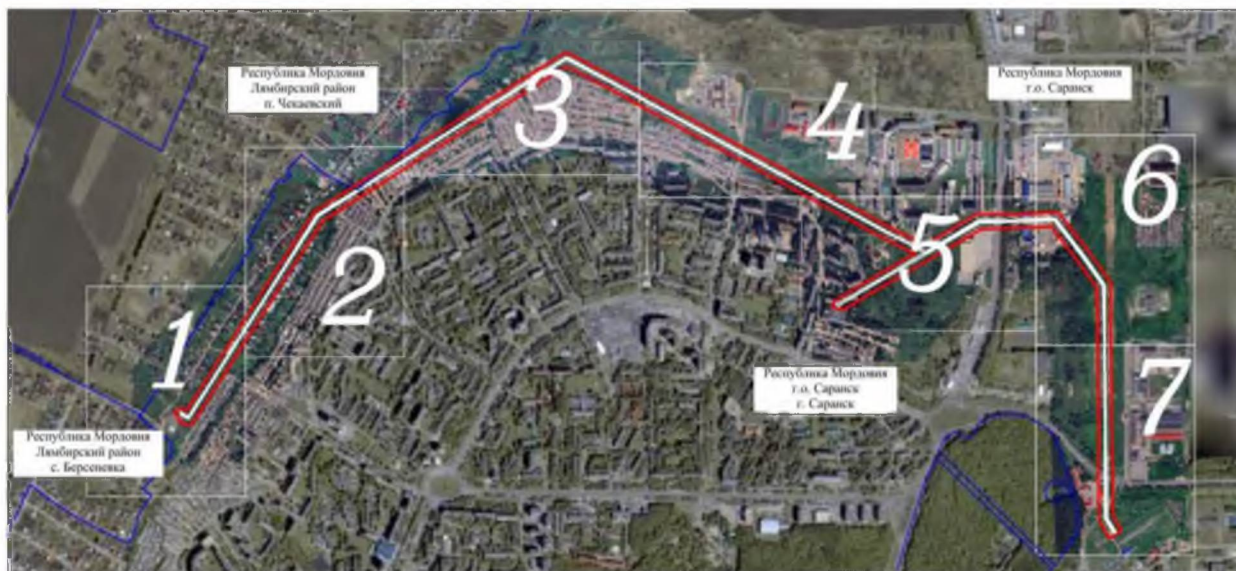 Республика Мордовия
Лямбирский район
п. Чекаевский
Республика Мордовия
г.о. Саранск
3
4
6
5
2
1
7
Республика Мордовия
г.о. Саранск
г. Саранск
Республика Мордовия
Лямбирский район
с. Берсеневка